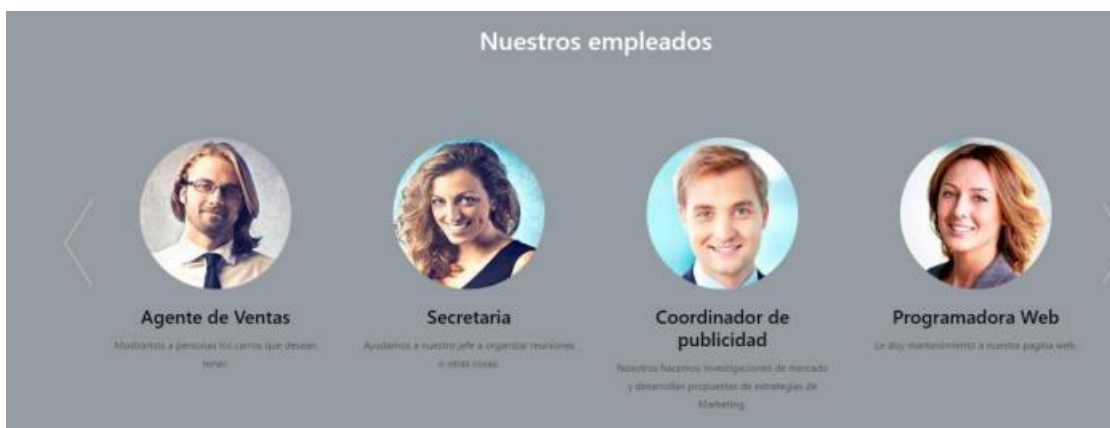 Nuestros empleados
Agente de Ventas
Mostramos a personas los carros que desean
tener.
Secretaria
Ayudamos a nuestro jefe a organizar reuniones
o otras cosas.
Coordinador de
publicidad
Nosotros hacemos investigaciones de mercado
y desarrollan propuestas de estrategias de
Marketing.
Programadora Web
Le doy mantenimiento a nuestra pagina web.